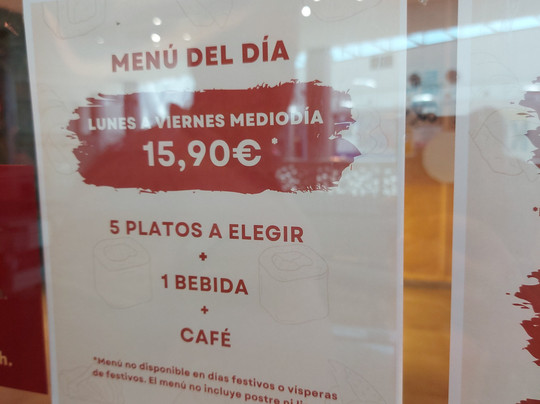 MENÚ DEL DÍA
LUNES A VIERNES MEDIODÍA
15,90€ *
5 PLATOS A ELEGIR
+
1 BEBIDA
+
CAFÉ
*Menú no disponible en días festivos o vísperas
de festivos. El menú no incluye postre ni
h.